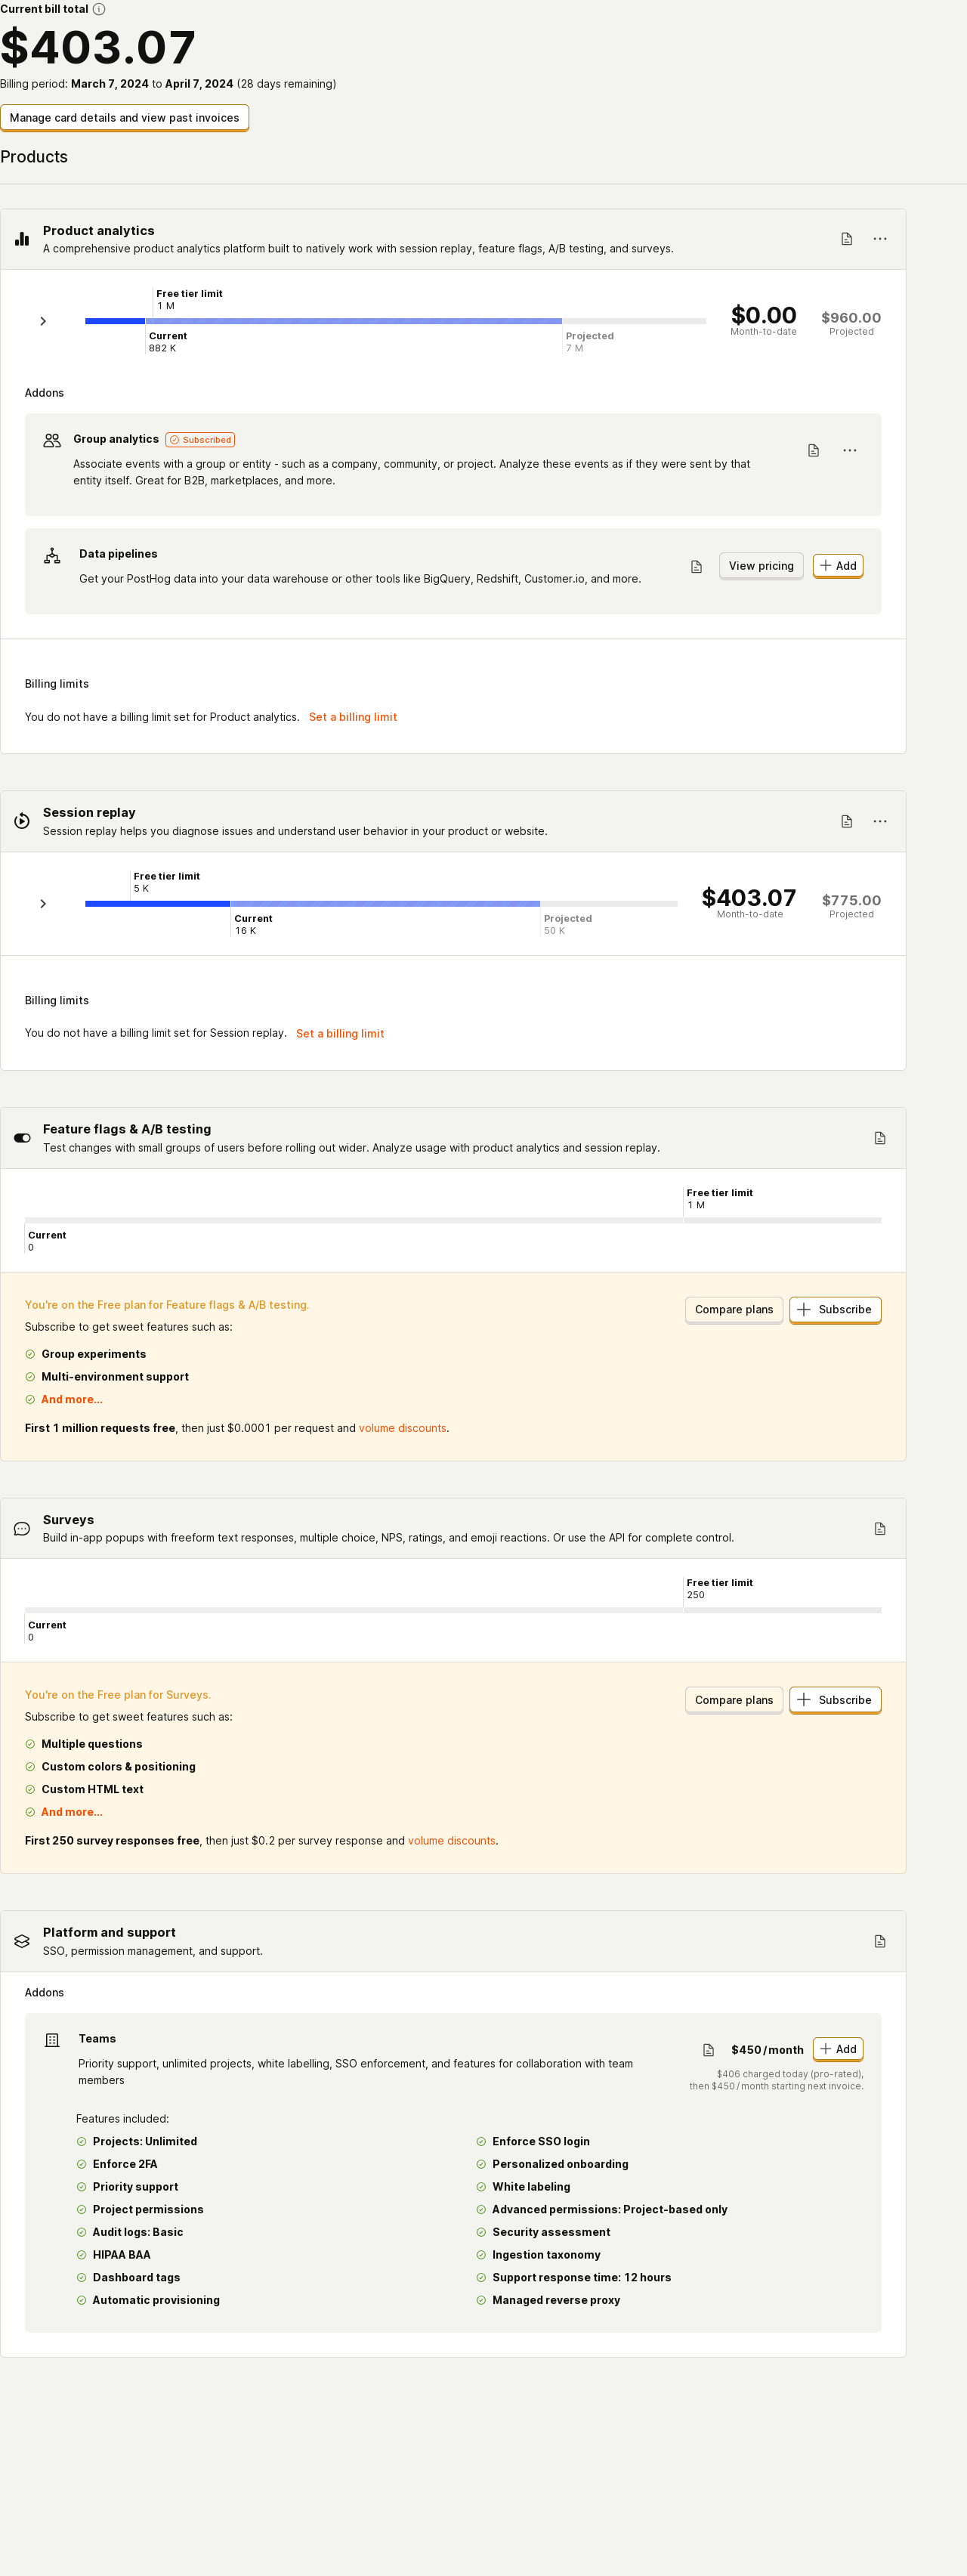 Current bill total
$403.07
Billing period: March 7, 2024 to April 7, 2024 (28 days remaining)
Manage card details and view past invoices
Products
Product analytics
A comprehensive product analytics platform built to natively work with session replay, feature flags, A/B testing, and surveys.
Free tier limit
1 M
Current
882 K
Projected
7 M
$0.00
Month-to-date
$960.00
Projected
Addons
Group analytics Subscribed
Associate events with a group or entity - such as a company, community, or project. Analyze these events as if they were sent by that
entity itself. Great for B2B, marketplaces, and more.
Data pipelines
Get your PostHog data into your data warehouse or other tools like BigQuery, Redshift, Customer.io, and more.
View pricing
Add
Billing limits
You do not have a billing limit set for Product analytics. Set a billing limit
Session replay
Session replay helps you diagnose issues and understand user behavior in your product or website.
Free tier limit
5 K
Current
16 K
Projected
50 K
$403.07
Month-to-date
$775.00
Projected
Billing limits
You do not have a billing limit set for Session replay. Set a billing limit
Feature flags & A/B testing
Test changes with small groups of users before rolling out wider. Analyze usage with product analytics and session replay.
Free tier limit
1 M
Current
0
You're on the Free plan for Feature flags & A/B testing.
Compare plans
Subscribe
Subscribe to get sweet features such as:
Group experiments
Multi-environment support
And more...
First 1 million requests free, then just $0.0001 per request and volume discounts.
Surveys
Build in-app popups with freeform text responses, multiple choice, NPS, ratings, and emoji reactions. Or use the API for complete control.
Free tier limit
250
Current
0
You're on the Free plan for Surveys.
Compare plans
Subscribe
Subscribe to get sweet features such as:
Multiple questions
Custom colors & positioning
Custom HTML text
And more...
First 250 survey responses free, then just $0.2 per survey response and volume discounts.
Platform and support
SSO, permission management, and support.
Addons
Teams
Priority support, unlimited projects, white labelling, SSO enforcement, and features for collaboration with team
members
$450/month
Add
$406 charged today (pro-rated),
then $450/month starting next invoice.
Features included:
Projects: Unlimited
Enforce 2FA
Priority support
Project permissions
Audit logs: Basic
HIPAA BAA
Dashboard tags
Automatic provisioning
Enforce SSO login
Personalized onboarding
White labeling
Advanced permissions: Project-based only
Security assessment
Ingestion taxonomy
Support response time: 12 hours
Managed reverse proxy